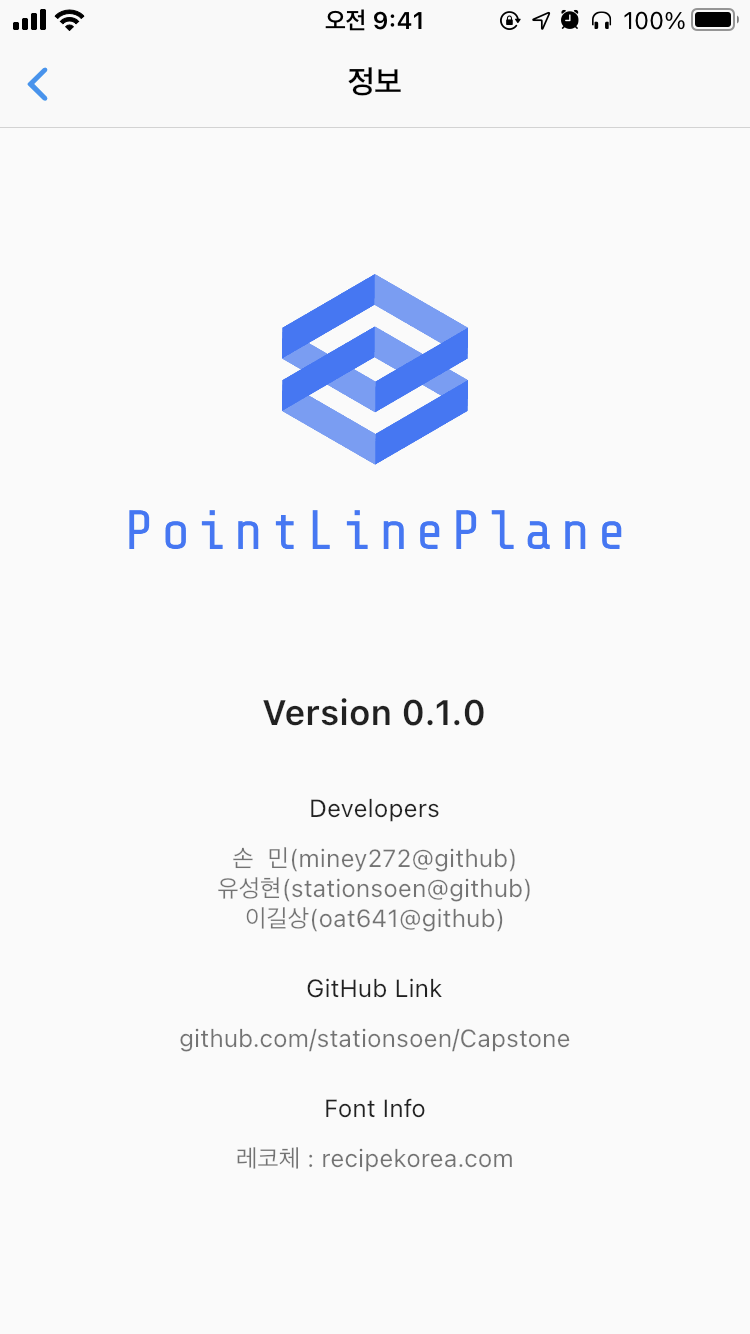 오전 9:41
100%
정보
PointLinePlane
Version 0.1.0
Developers
손 민(miney272@github)
유성현(stationsoen@github)
이길상(oat641@github)
GitHub Link
github.com/stationsoen/Capstone
Font Info
레코체 : recipekorea.com